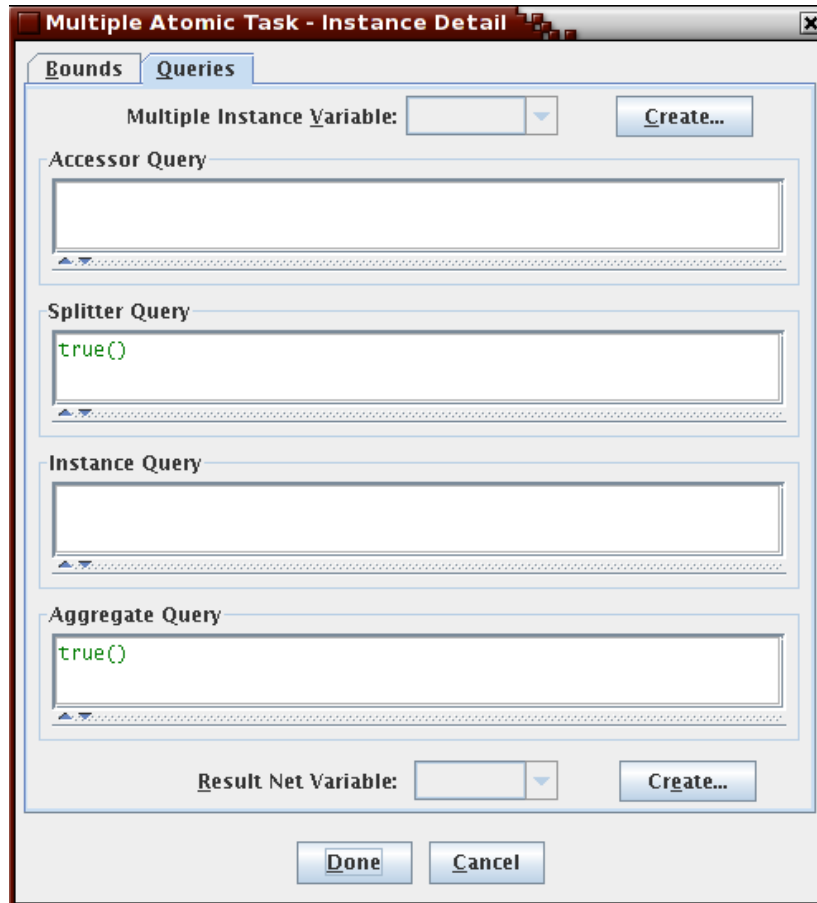 Multiple Atomic Task - Instance Detail
Bounds Queries
Multiple Instance Variable: Create...
Accessor Query
Splitter Query
true()
Instance Query
Aggregate Query
true()
Result Net Variable: Create...
Done Cancel